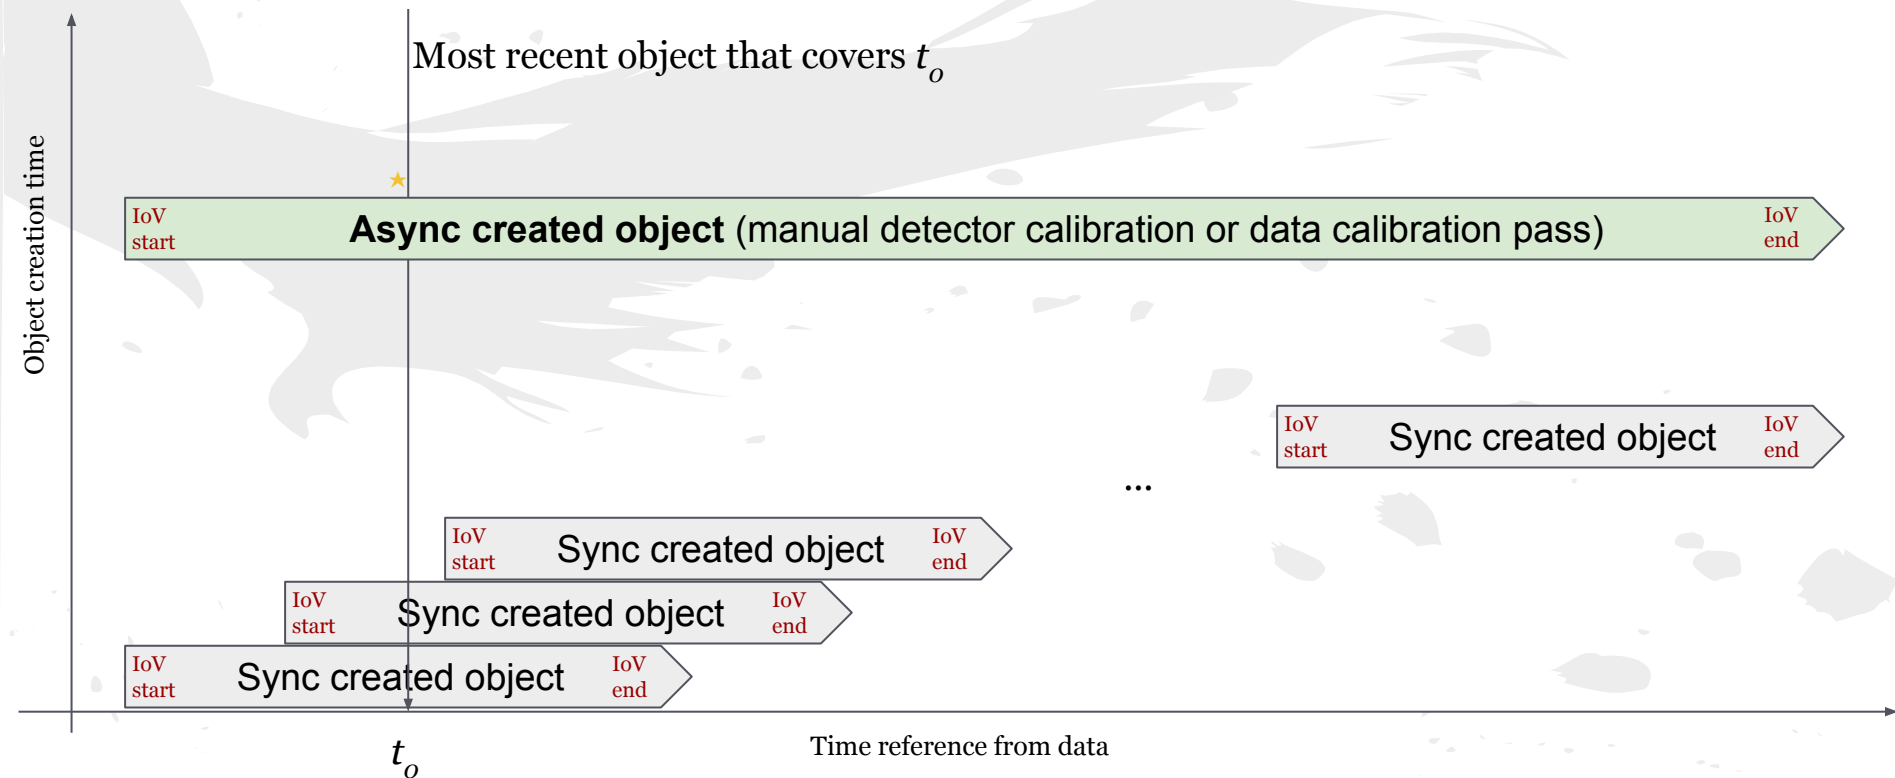 Most recent object that covers t_o
Object creation time
IoV
start
Async created object (manual detector calibration or data calibration pass)
IoV
end
IoV
start
Sync created object
IoV
end
...
IoV
start
Sync created object
IoV
end
IoV
start
Sync created object
IoV
end
IoV
start
Sync created object
IoV
end
t_o
Time reference from data